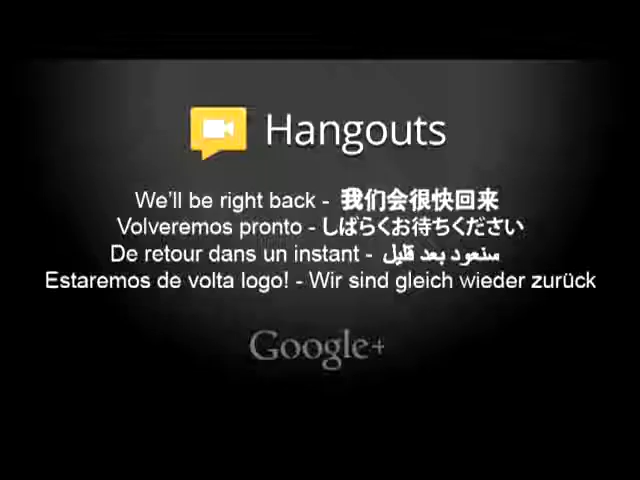 Hangouts
We'll be right back - 我们会很快回来
Volveremos pronto - しばらくお待ちください
De retour dans un instant - سنعود بعد قليل
Estaremos de volta logo! - Wir sind gleich wieder zurück
Google+